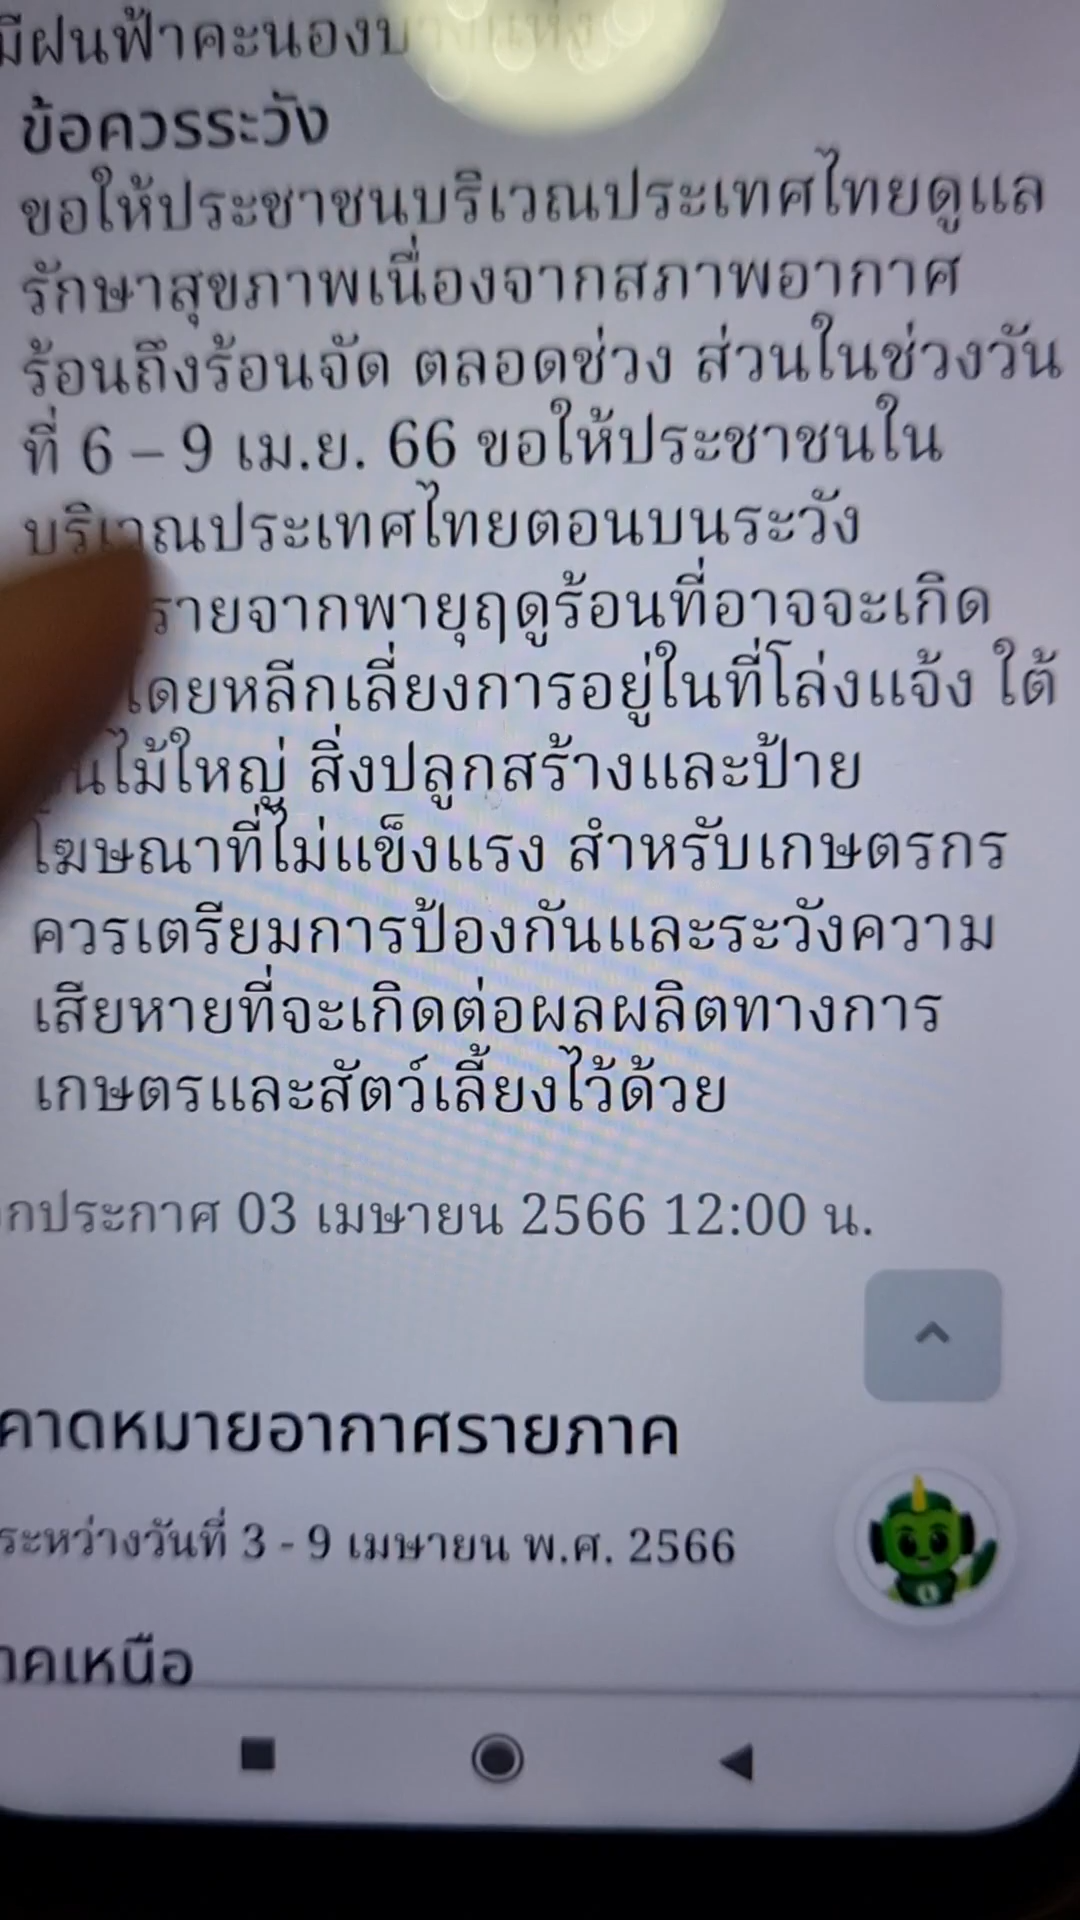 มีฝนฟ้าคะนองบางแห่ง
ข้อควรระวัง
ขอให้ประชาชนบริเวณประเทศไทยดูแล
รักษาสุขภาพเนื่องจากสภาพอากาศ
ร้อนถึงร้อนจัด ตลอดช่วง ส่วนในช่วงวัน
ที่ 6 – 9 เม.ย. 66 ขอให้ประชาชนใน
บริเวณประเทศไทยตอนบนระวัง
รายจากพายุฤดูร้อนที่อาจจะเกิด
โดยหลีกเลี่ยงการอยู่ในที่โล่งแจ้ง ใต้
นไม้ใหญ่ สิ่งปลูกสร้างและป้าย
โฆษณาที่ไม่แข็งแรง สำหรับเกษตรกร
ควรเตรียมการป้องกันและระวังความ
เสียหายที่จะเกิดต่อผลผลิตทางการ
เกษตรและสัตว์เลี้ยงไว้ด้วย
กประกาศ 03 เมษายน 2566 12:00 น.
คาดหมายอากาศรายภาค
ระหว่างวันที่ 3 - 9 เมษายน พ.ศ. 2566
าคเหนือ